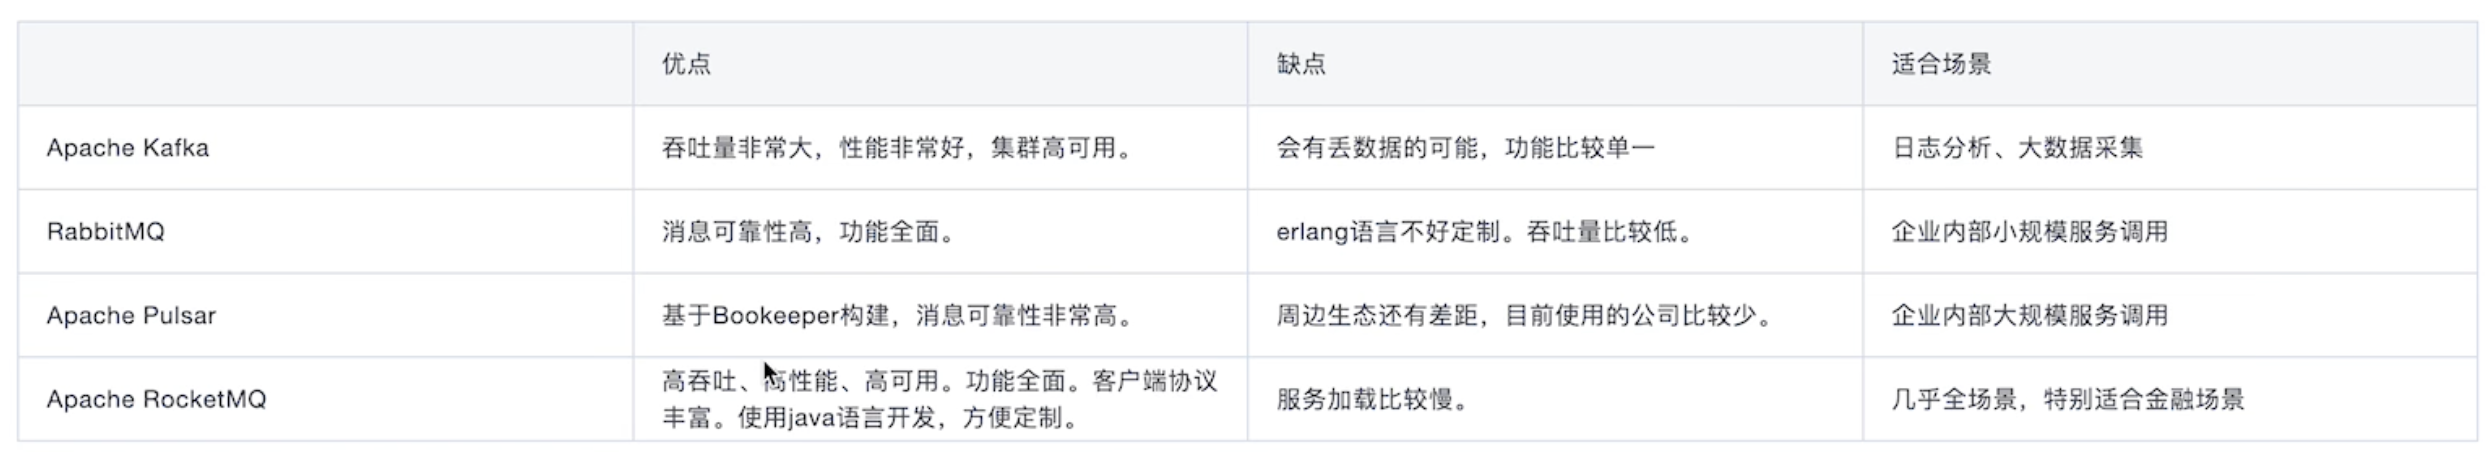 优点 缺点 适合场景
Apache Kafka 吞吐量非常大，性能非常好，集群高可用。 会有丢数据的可能，功能比较单一 日志分析、大数据采集
RabbitMQ 消息可靠性高，功能全面。 erlang语言不好定制。吞吐量比较低。 企业内部小规模服务调用
Apache Pulsar 基于Bookeeper构建，消息可靠性非常高。 周边生态还有差距，目前使用的公司比较少。 企业内部大规模服务调用
Apache RocketMQ 高吞吐、高性能、高可用。功能全面。客户端协议
丰富。使用java语言开发，方便定制。 服务加载比较慢。 几乎全场景，特别适合金融场景